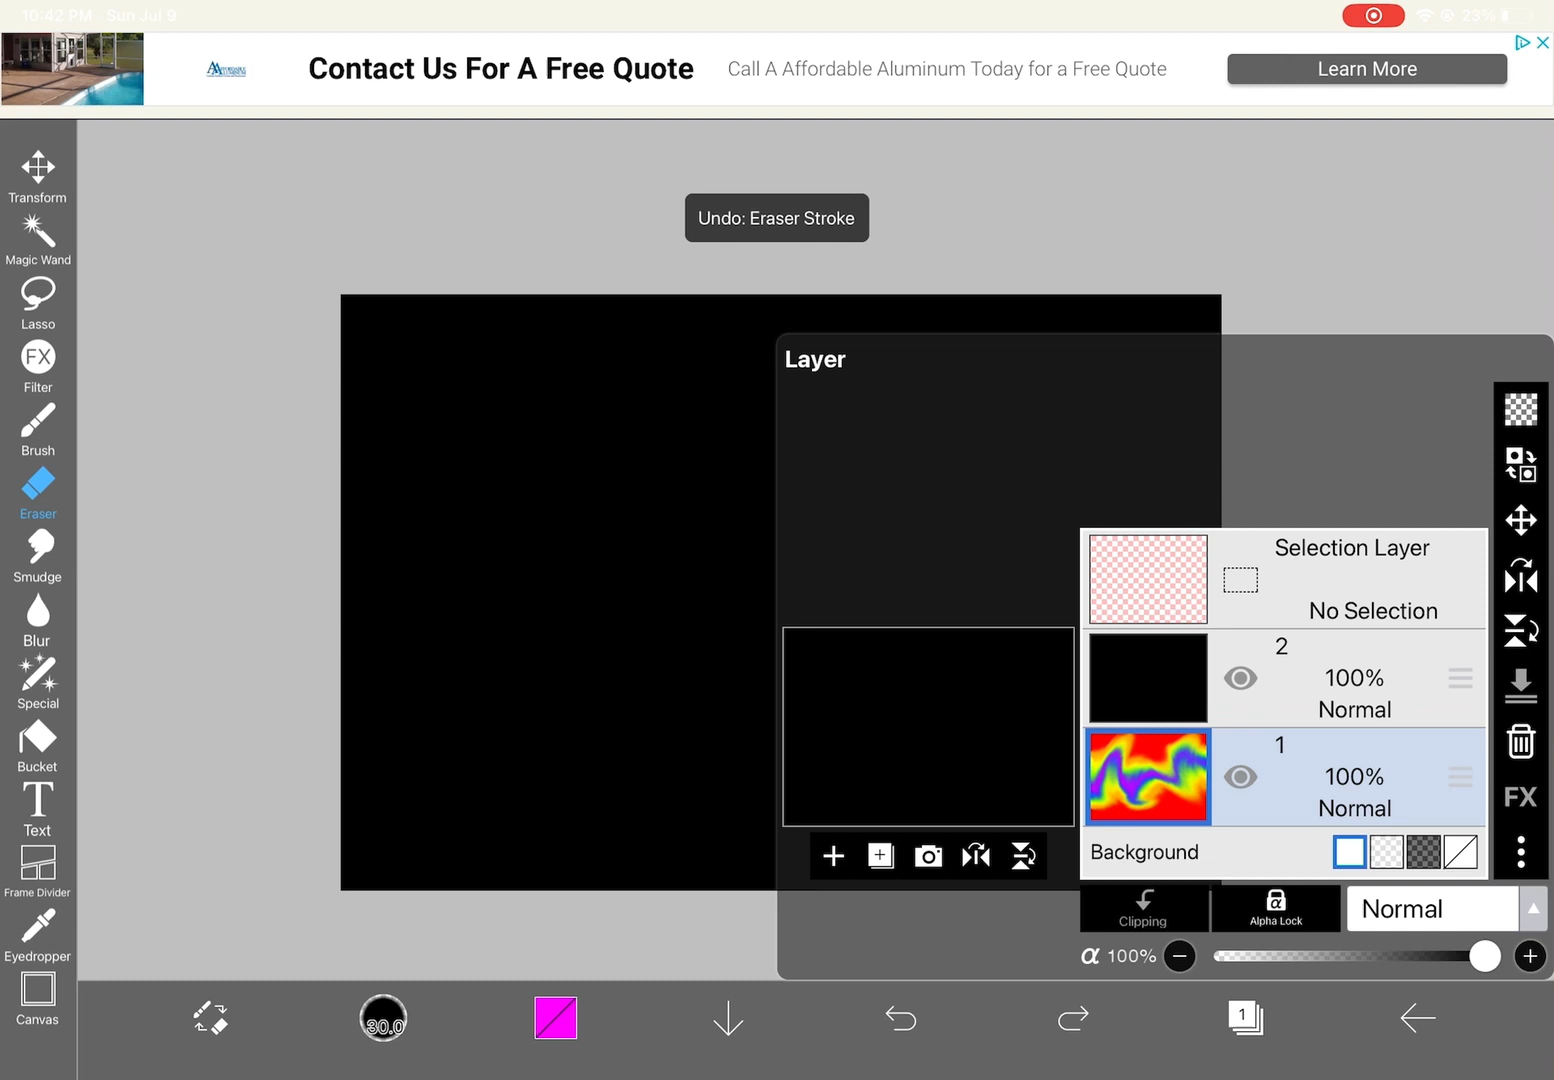 10:42 PM Sun Jul 9
23%
AFFORDABLE
ALUMINUM
Contact Us For A Free Quote
Call A Affordable Aluminum Today for a Free Quote
Learn More
Transform
Magic Wand
Lasso
FX
Filter
Brush
Eraser
Smudge
Blur
Special
Bucket
T
Text
Frame Divider
Eyedropper
Canvas
Undo: Eraser Stroke
Layer
Selection Layer
No Selection
2
100%
Normal
1
100%
Normal
Background
FX
Clipping
α
Alpha Lock
Normal
α 100%
30.0
1